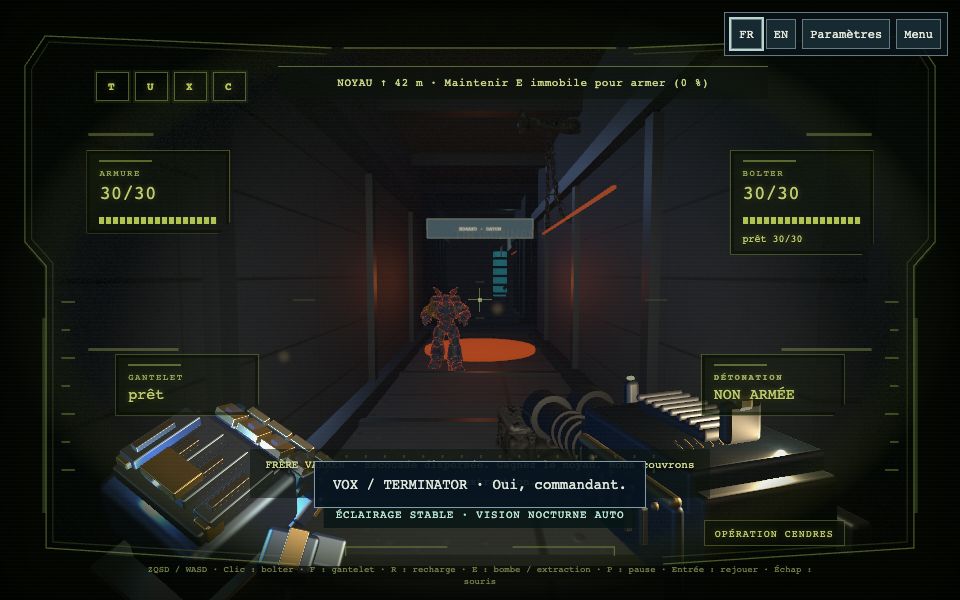 FR EN Paramètres Menu
T U X C
NOYAU ↑ 42 m · Maintenir E immobile pour armer (0 %)
ARMURE
30/30
BOLTER
30/30
prêt 30/30
GANTELET
prêt
DÉTONATION
NON ARMÉE
FRÈRE
couvrons
VOX / TERMINATOR · Oui, commandant.
ÉCLAIRAGE STABLE · VISION NOCTURNE AUTO
OPÉRATION CENDRES
ZQSD / WASD · Clic : bolter · F : gantelet · R : recharge · E : bombe / extraction · P : pause · Entrée : rejouer · Échap :
souris